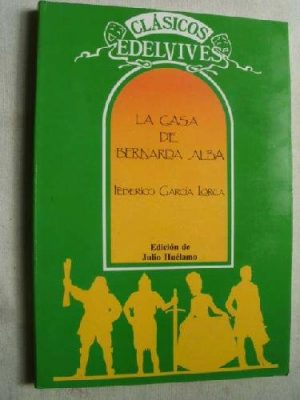 CLÁSICOS
EDELVIVES
LA CASA
DE
BERNARDA ALBA
FEDERICO GARCÍA LORCA
Edición de
Julio Huélamo